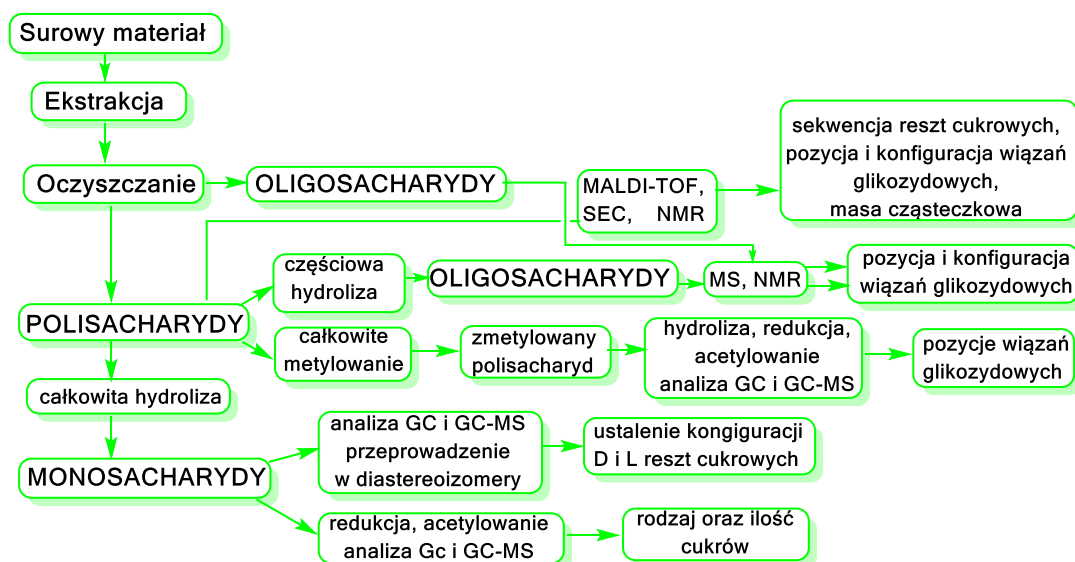 Surowy materiał
Ekstrakcja
Oczyszczanie
OLIGOSACHARYDY
MALDI-TOF,
SEC, NMR
sekwencja reszt cukrowych,
pozycja i konfiguracja wiązań
glikozydowych,
masa cząsteczkowa
POLISACHARYDY
częściowa
hydroliza
OLIGOSACHARYDY
MS, NMR
pozycja i konfiguracja
wiązań glikozydowych
całkowite
metylowanie
zmetylowany
polisacharyd
hydroliza, redukcja,
acetylowanie
analiza GC i GC-MS
pozycje wiązań
glikozydowych
całkowita hydroliza
MONOSACHARYDY
analiza GC i GC-MS
przeprowadzenie
w diastereoizomery
ustalenie kongiguracji
D i L reszt cukrowych
redukcja, acetylowanie
analiza Gc i GC-MS
rodzaj oraz ilość
cukrów